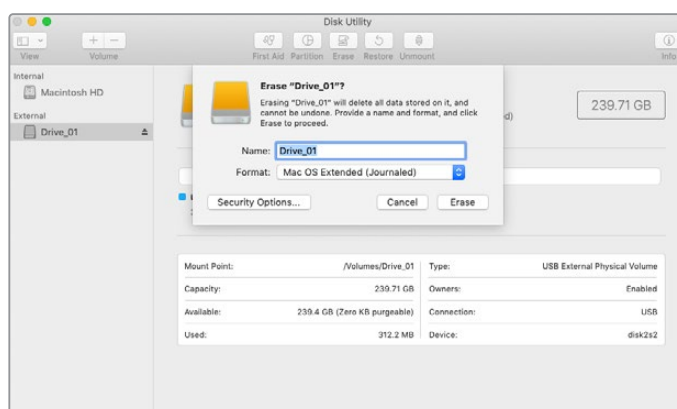 Disk Utility
View
Volume
First Aid Partition Erase Restore Unmount
Info
Internal
Macintosh HD
External
Drive_01
239.71 GB
Erase “Drive_01”?
Erasing “Drive_01” will delete all data stored on it, and
cannot be undone. Provide a name and format, and click
Erase to proceed.
Name: Drive_01
Format: Mac OS Extended (Journaled)
Security Options... Cancel Erase
Mount Point: /Volumes/Drive_01 Type: USB External Physical Volume
Capacity: 239.71 GB Owners: Enabled
Available: 239.4 GB (Zero KB purgeable) Connection: USB
Used: 312.2 MB Device: disk2s2